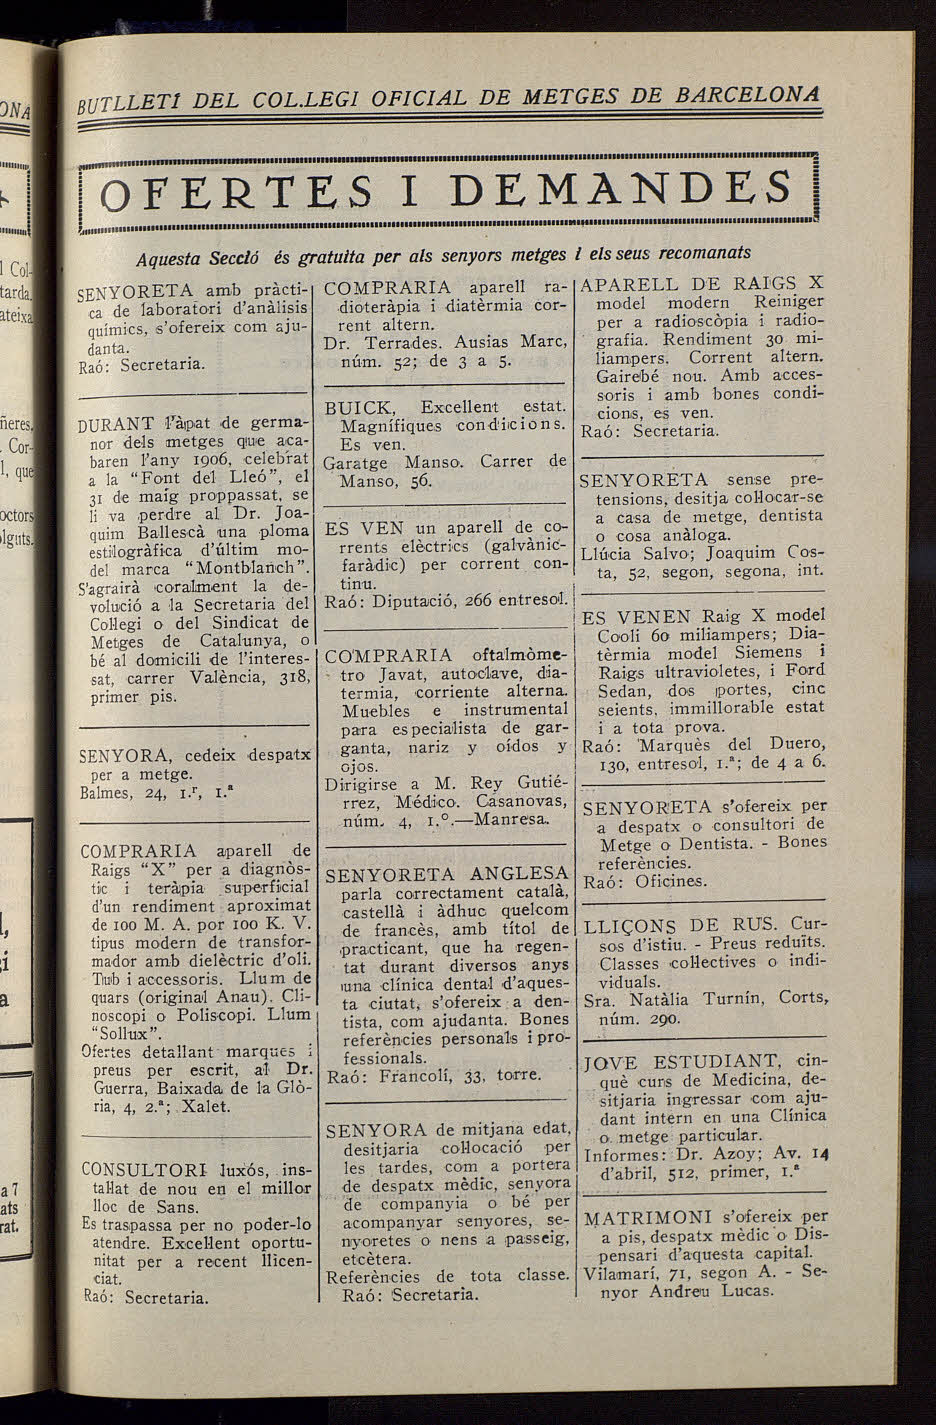 BUTLLETÍ DEL COL.LEGI OFICIAL DE METGES DE BARCELONA
OFERTES I DEMANDES
Aquesta Secció és gratuita per als senyors metges i els seus recomanats
SENYORETA amb pràcti-
ca de laboratori d'anàlisis
químics, s'ofereix com aju-
danta.
Raó: Secretaria.
DURANT l'àpat de germa-
nor dels metges que aca-
baren l'any 1906, celebrat
a la "Font del Lleó", el
31 de maig proppassat, se
li va perdre al Dr. Joa-
quim Ballescà una ploma
estilogràfica d'últim mo-
del marca "Montblanch".
S'agrairà coralment la de-
volució a la Secretaria del
Col·legi o del Sindicat de
Metges de Catalunya, o
bé al domicili de l'interes-
sat, carrer València, 318,
primer pis.
SENYORA, cedeix despatx
per a metge.
Balmes, 24, 1.r, 1.ª
COMPRARIA aparell de
Raigs "X" per a diagnòs-
tic i teràpia superficial
d'un rendiment aproximat
de 100 M. A. por 100 K. V.
tipus modern de transfor-
mador amb dielèctric d'oli.
Tub i accessoris. Llum de
quars (original Anau). Cli-
noscopi o Poliscopi. Llum
"Sollux".
Ofertes detallant marques i
preus per escrit, al Dr.
Guerra, Baixada de la Glò-
ria, 4, 2.ª; Xalet.
CONSULTORI luxós, ins-
tal·lat de nou en el millor
lloc de Sans.
Es traspassa per no poder-lo
atendre. Excel·lent oportu-
nitat per a recent llicen-
ciat.
Raó: Secretaria.
COMPRARIA aparell ra-
dioteràpia i diatèrmia cor-
rent altern.
Dr. Terrades. Ausias Marc,
núm. 52; de 3 a 5.
BUICK, Excellent estat.
Magnífiques condicions.
Es ven.
Garatge Manso. Carrer de
Manso, 56.
ES VEN un aparell de co-
rrents elèctrics (galvànic-
faràdic) per corrent con-
tinu.
Raó: Diputació, 266 entresol.
COMPRARIA oftalmòme-
tro Javat, autoclave, dia-
termia, corriente alterna.
Muebles e instrumental
para especialista de gar-
ganta, nariz y oídos y
ojos.
Dirigirse a M. Rey Gutié-
rrez, Médico. Casanovas,
núm. 4, 1.º.—Manresa.
SENYORETA ANGLESA
parla correctament català,
castellà i àdhuc quelcom
de francès, amb títol de
practicant, que ha regen-
tat durant diversos anys
una clínica dental d'aques-
ta ciutat, s'ofereix a den-
tista, com ajudanta. Bones
referències personals i pro-
fessionals.
Raó: Francolí, 33, torre.
SENYORA de mitjana edat,
desitjaria col·locació per
les tardes, com a portera
de despatx mèdic, senyora
de companyia o bé per
acompanyar senyores, se-
nyoretes o nens a passeig,
etcètera.
Referències de tota classe.
Raó: Secretaria.
APARELL DE RAIGS X
model modern Reiniger
per a radioscòpia i radio-
grafia. Rendiment 30 mi-
liampers. Corrent altern.
Gairebé nou. Amb acces-
soris i amb bones condi-
cions, es ven.
Raó: Secretaria.
SENYORETA sense pre-
tensions, desitja col·locar-se
a casa de metge, dentista
o cosa anàloga.
Llúcia Salvo; Joaquim Cos-
ta, 52, segon, segona, int.
ES VENEN Raig X model
Cooli 60 miliampers; Dia-
tèrmia model Siemens i
Raigs ultravioletes, i Ford
Sedan, dos portes, cinc
seients, immillorable estat
i a tota prova.
Raó: Marquès del Duero,
130, entresol, 1.ª; de 4 a 6.
SENYORETA s'ofereix per
a despatx o consultori de
Metge o Dentista. - Bones
referències.
Raó: Oficines.
LLIÇONS DE RUS. Cur-
sos d'istiu. - Preus reduïts.
Classes col·lectives o indi-
viduals.
Sra. Natàlia Turnín, Corts,
núm. 290.
JOVE ESTUDIANT, cin-
què curs de Medicina, de-
sitjaria ingressar com aju-
dant intern en una Clínica
o metge particular.
Informes: Dr. Azoy; Av. 14
d'abril, 512, primer, 1.ª
MATRIMONI s'ofereix per
a pis, despatx mèdic o Dis-
pensari d'aquesta capital.
Vilamarí, 71, segon A. - Se-
nyor Andreu Lucas.